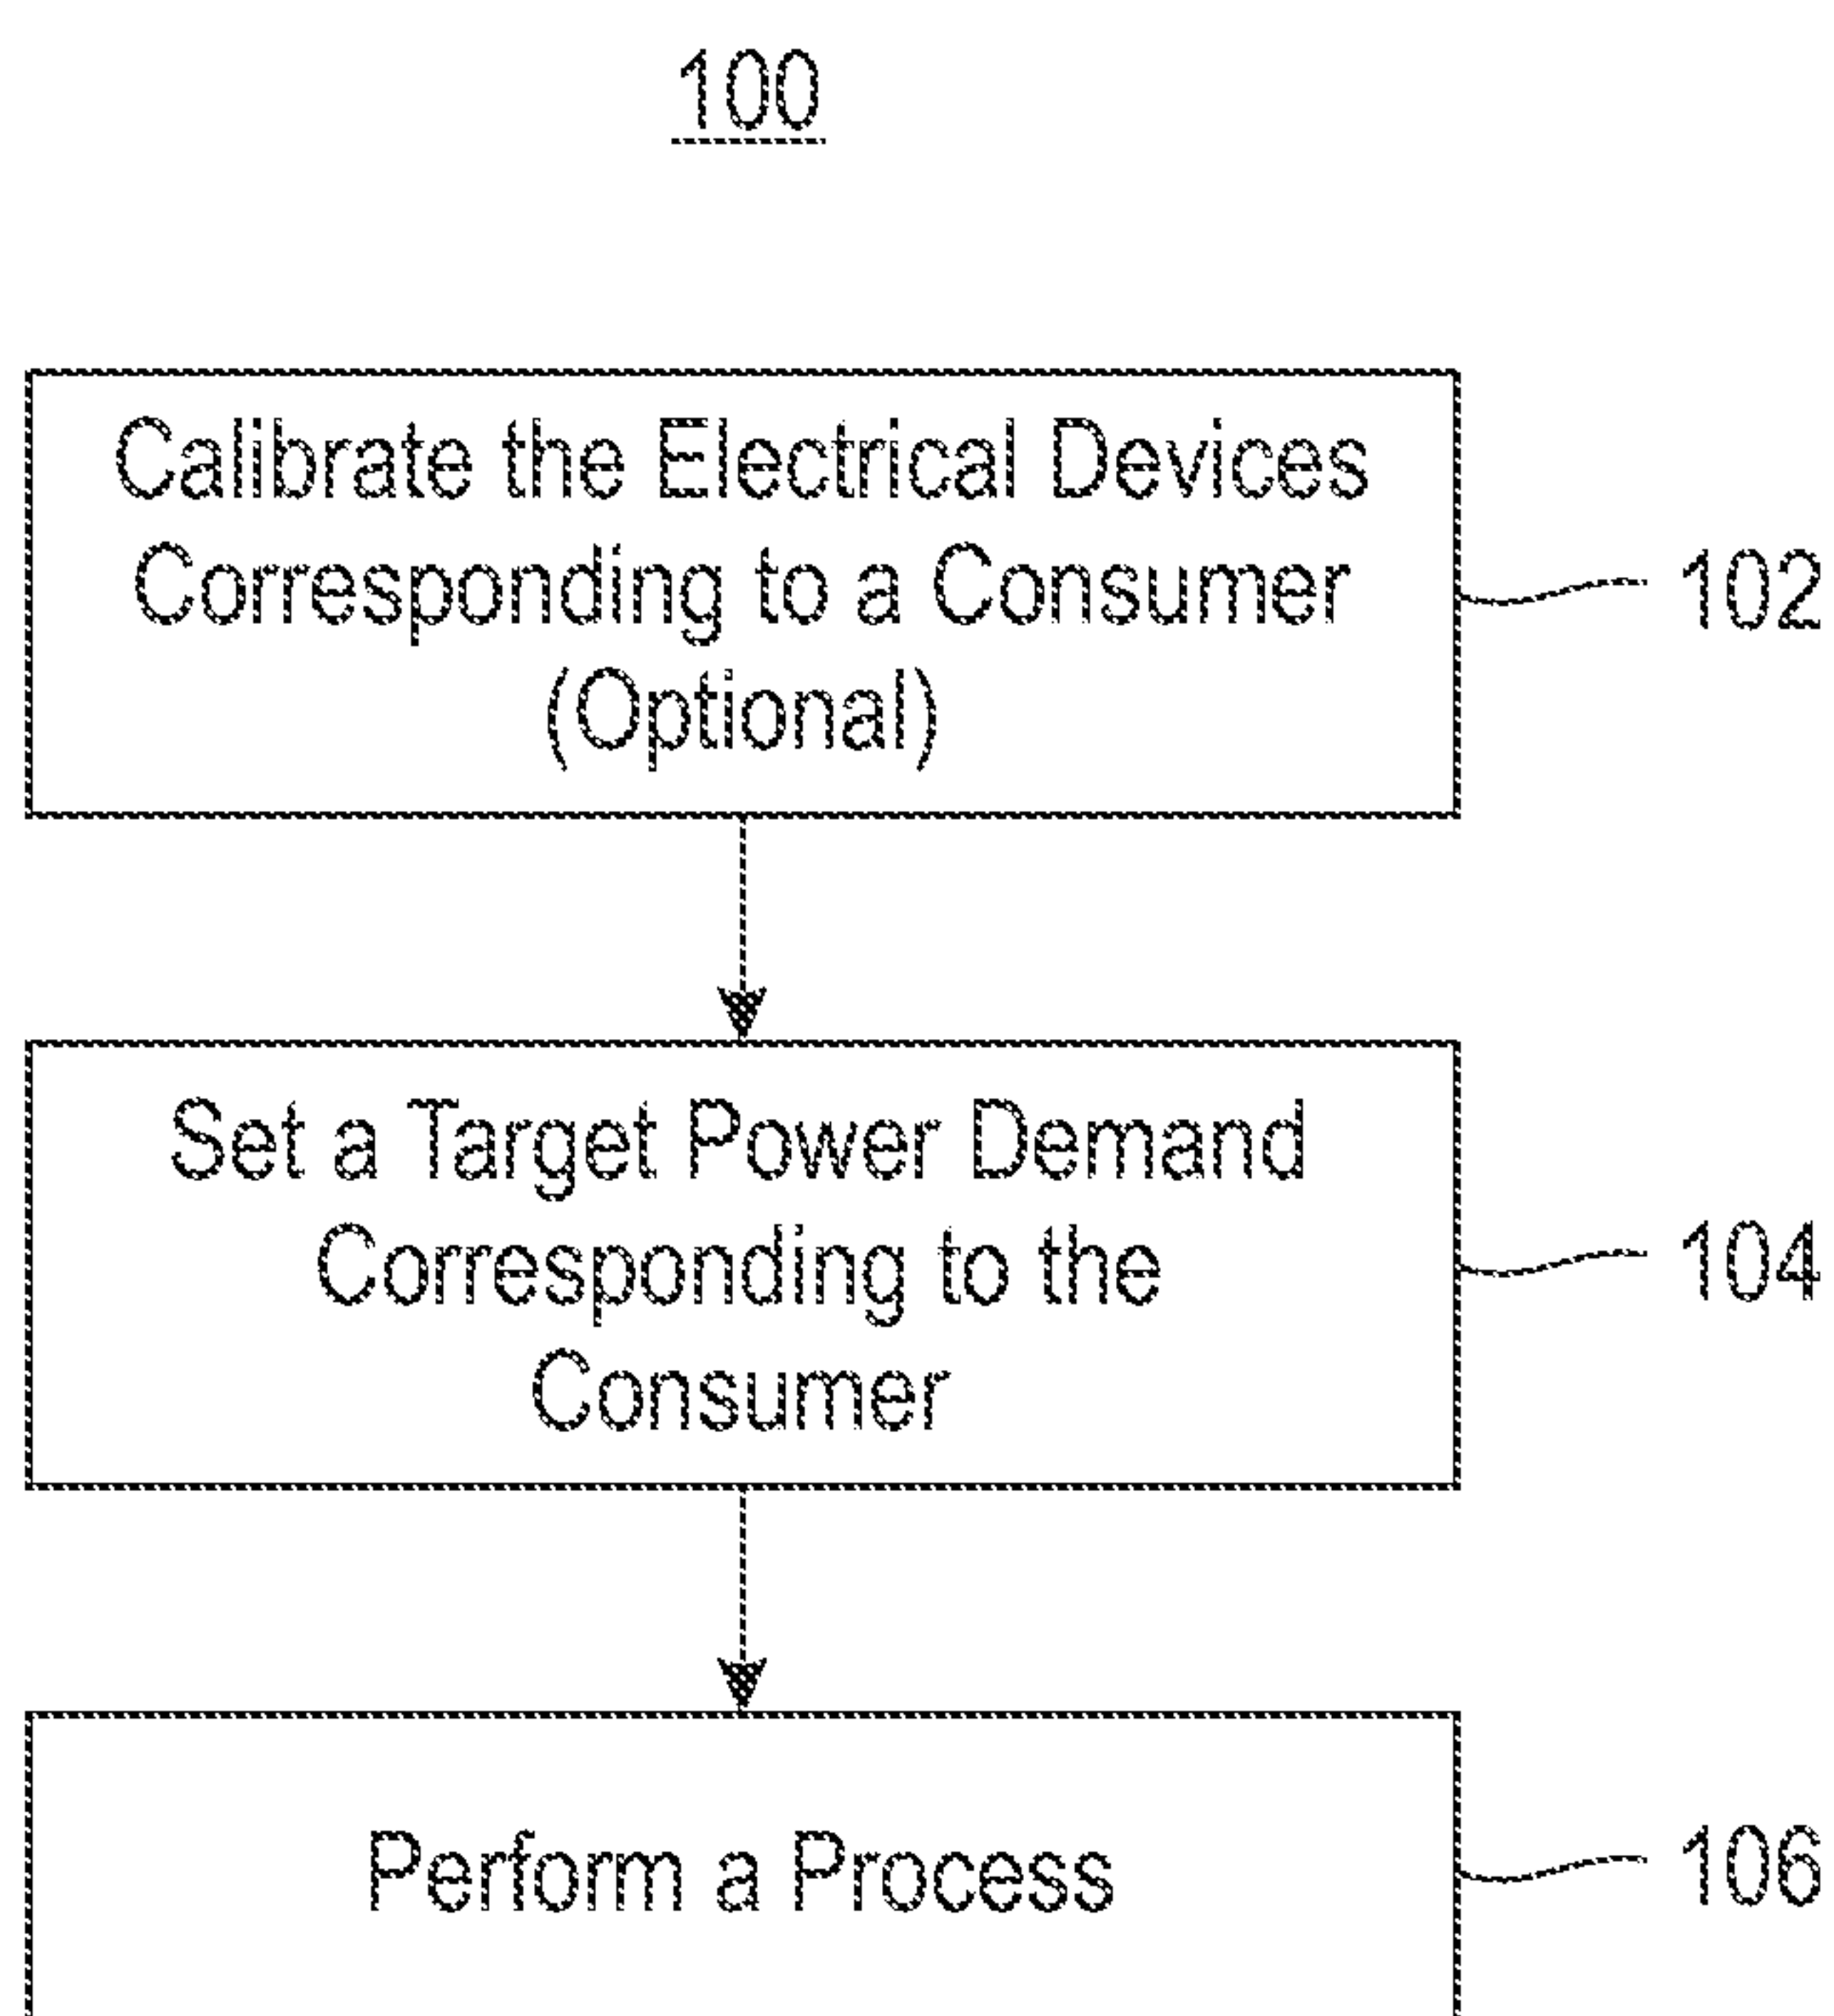 100
Calibrate the Electrical Devices
Corresponding to a Consumer
(Optional)
102
Set a Target Power Demand
Corresponding to the
Consumer
104
Perform a Process
106